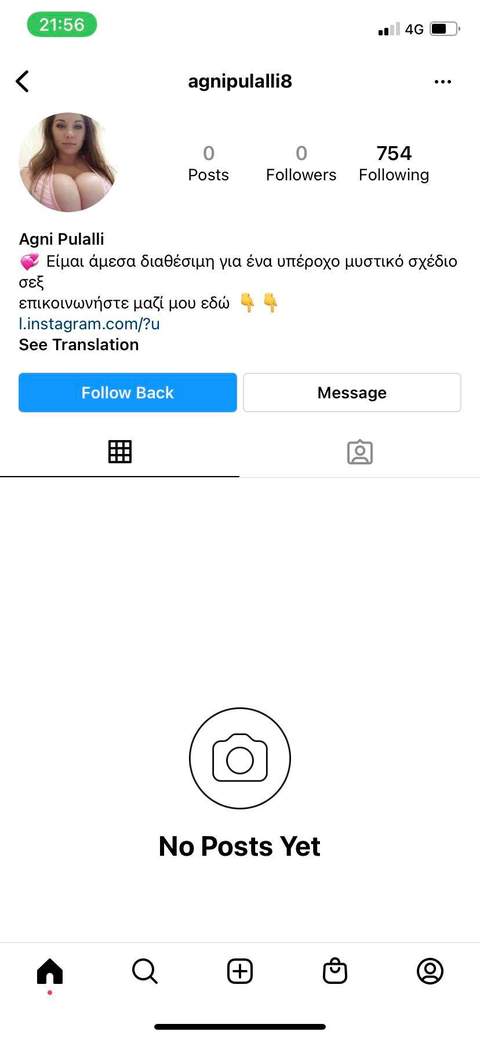 21:56
4G
agnipulalli8
0
0
754
Posts
Followers
Following
Agni Pulalli
💞 Είμαι άμεσα διαθέσιμη για ένα υπέροχο μυστικό σχέδιο
σεξ
επικοινωνήστε μαζί μου εδώ 👇👇
l.instagram.com/?u
See Translation
Follow Back
Message
No Posts Yet